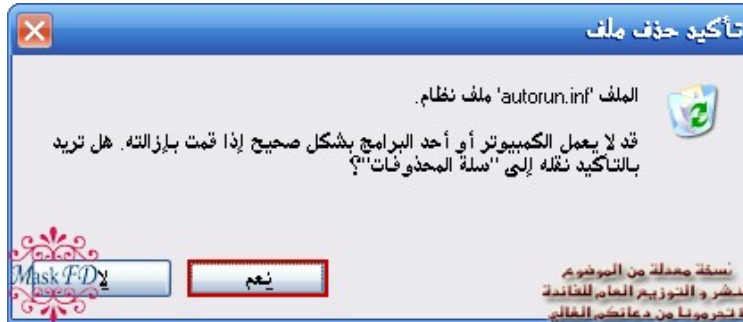 تأكيد حذف ملف
الملف 'autorun.inf' ملف نظام.
قد لا يعمل الكمبيوتر أو أحد البرامج بشكل صحيح إذا قمت بإزالته. هل تريد
بالتأكيد نقله إلى "سلة المحذوفات"؟
نعم
لا
Mask FD
نسخة معدلة من الموضوع
نشر و التوزيع العام للفائدة
تحرمونا من دعائكم الغالي